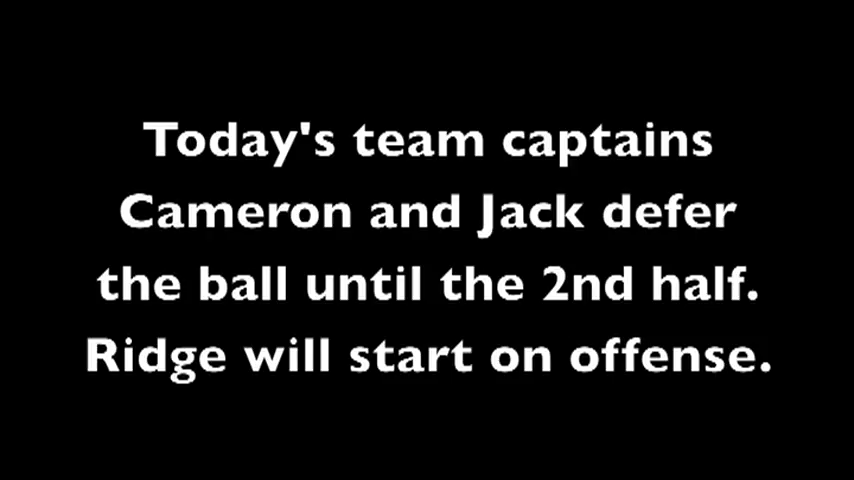 Today's team captains
Cameron and Jack defer
the ball until the 2nd half.
Ridge will start on offense.